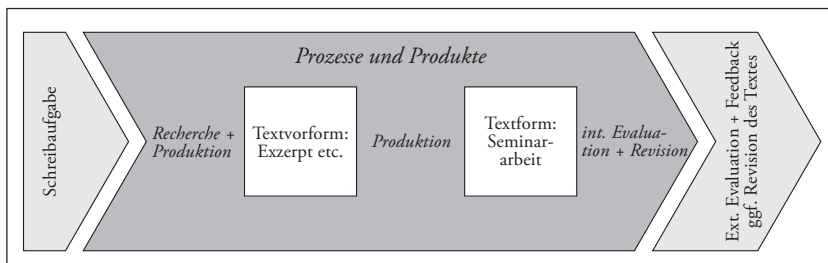 Prozesse und Produkte
Schreibaufgabe
Recherche +
Produktion
Textvorform:
Exzerpt etc.
Produktion
Textform:
Seminar-
arbeit
int. Evalua-
tion + Revision
Ext. Evaluation + Feedback
ggf. Revision des Textes